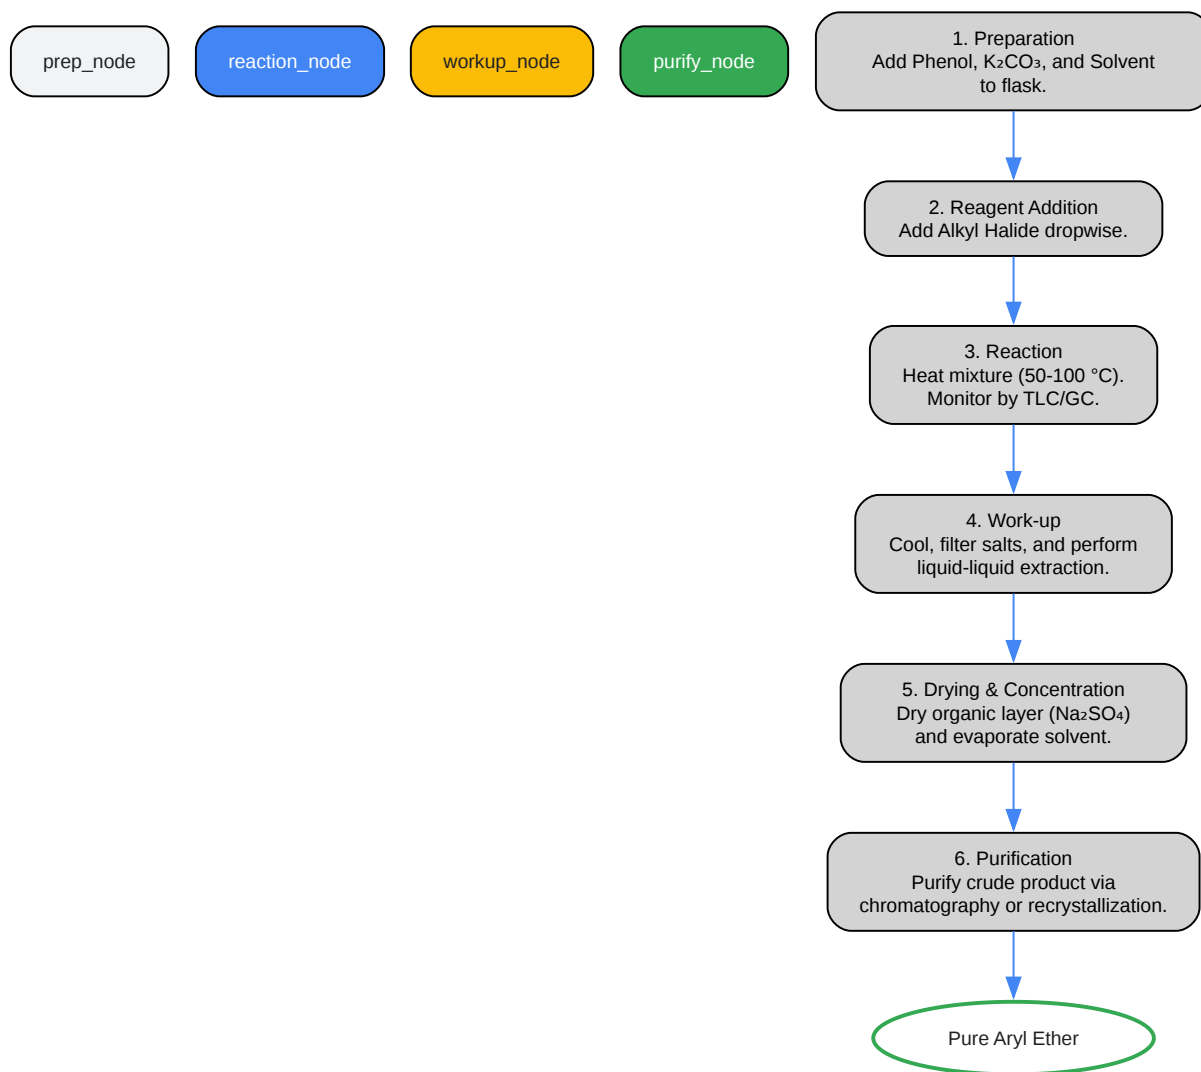 prep_node
reaction_node
workup_node
purify_node
1. Preparation
Add Phenol, K₂CO₃, and Solvent
to flask.
2. Reagent Addition
Add Alkyl Halide dropwise.
3. Reaction
Heat mixture (50-100 °C).
Monitor by TLC/GC.
4. Work-up
Cool, filter salts, and perform
liquid-liquid extraction.
5. Drying & Concentration
Dry organic layer (Na₂SO₄)
and evaporate solvent.
6. Purification
Purify crude product via
chromatography or recrystallization.
Pure Aryl Ether